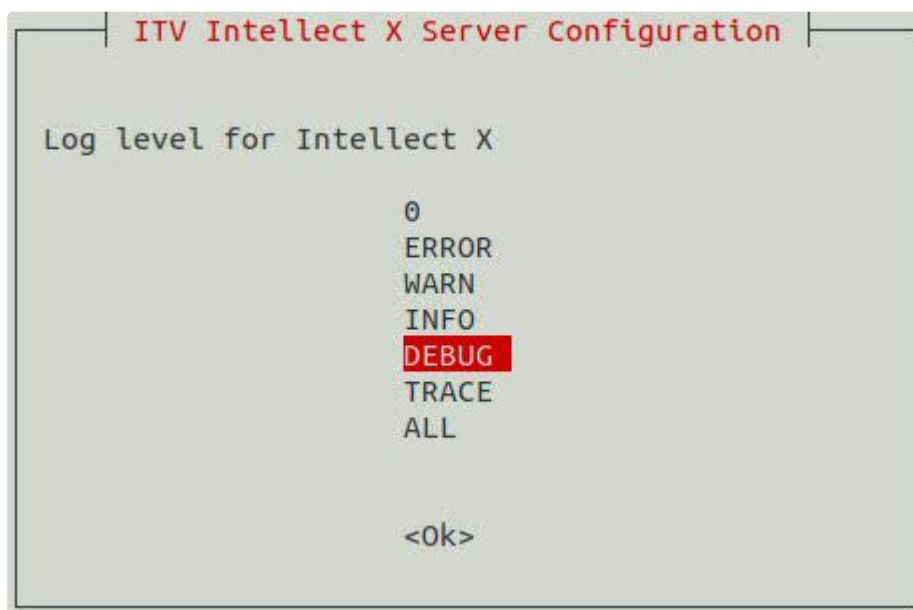 ITV Intellect X Server Configuration
Log level for Intellect X
0
ERROR
WARN
INFO
DEBUG
TRACE
ALL
<Ok>